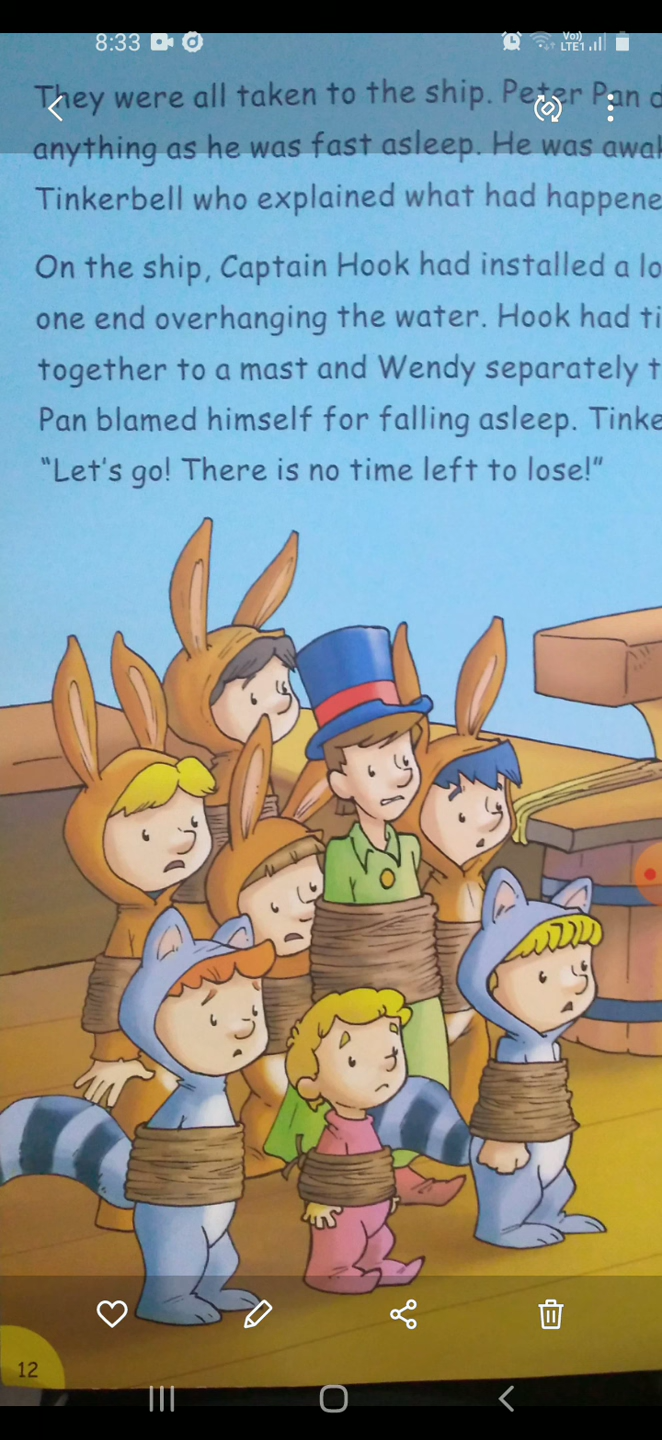 8:33
Vo)
LTE1
They were all taken to the ship. Peter Pan
anything as he was fast asleep. He was
Tinkerbell who explained what had
On the ship, Captain Hook had installed a
one end overhanging the water. Hook had
together to a mast and Wendy separately
Pan blamed himself for falling asleep.
“Let's go! There is no time left to lose!”
12